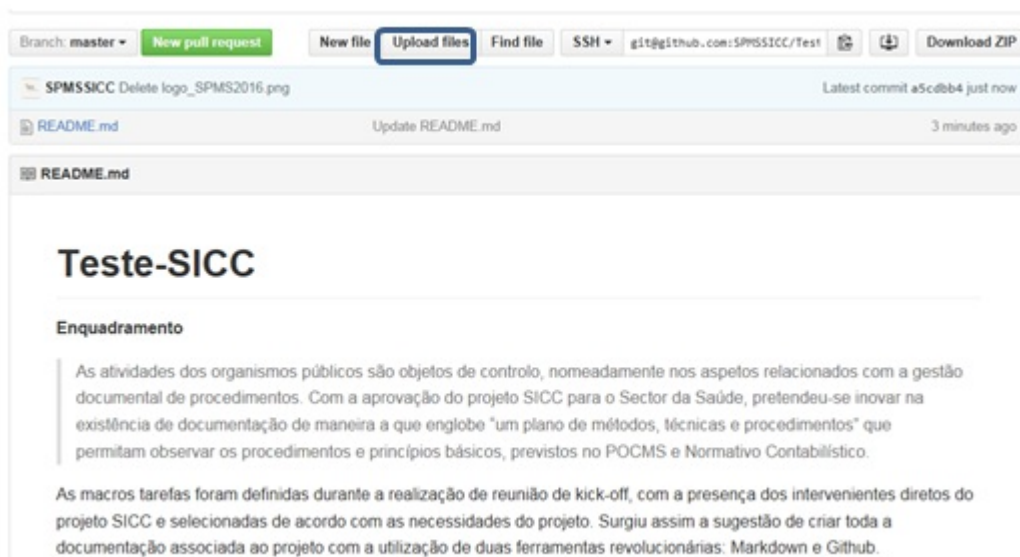 Branch: master New pull request New file Upload files Find file SSH git@github.com:SPMSSICC/Test Download ZIP
SPMSSICC Delete logo_SPMS2016.png Latest commit a5cdbb4 just now
README.md Update README.md 3 minutes ago
README.md
Teste-SICC
Enquadramento
As atividades dos organismos públicos são objetos de controlo, nomeadamente nos aspetos relacionados com a gestão
documental de procedimentos. Com a aprovação do projeto SICC para o Sector da Saúde, pretendeu-se inovar na
existência de documentação de maneira a que englobe "um plano de métodos, técnicas e procedimentos" que
permitam observar os procedimentos e princípios básicos, previstos no POCMS e Normativo Contabilístico.
As macros tarefas foram definidas durante a realização de reunião de kick-off, com a presença dos intervenientes diretos do
projeto SICC e selecionadas de acordo com as necessidades do projeto. Surgiu assim a sugestão de criar toda a
documentação associada ao projeto com a utilização de duas ferramentas revolucionárias: Markdown e Github.